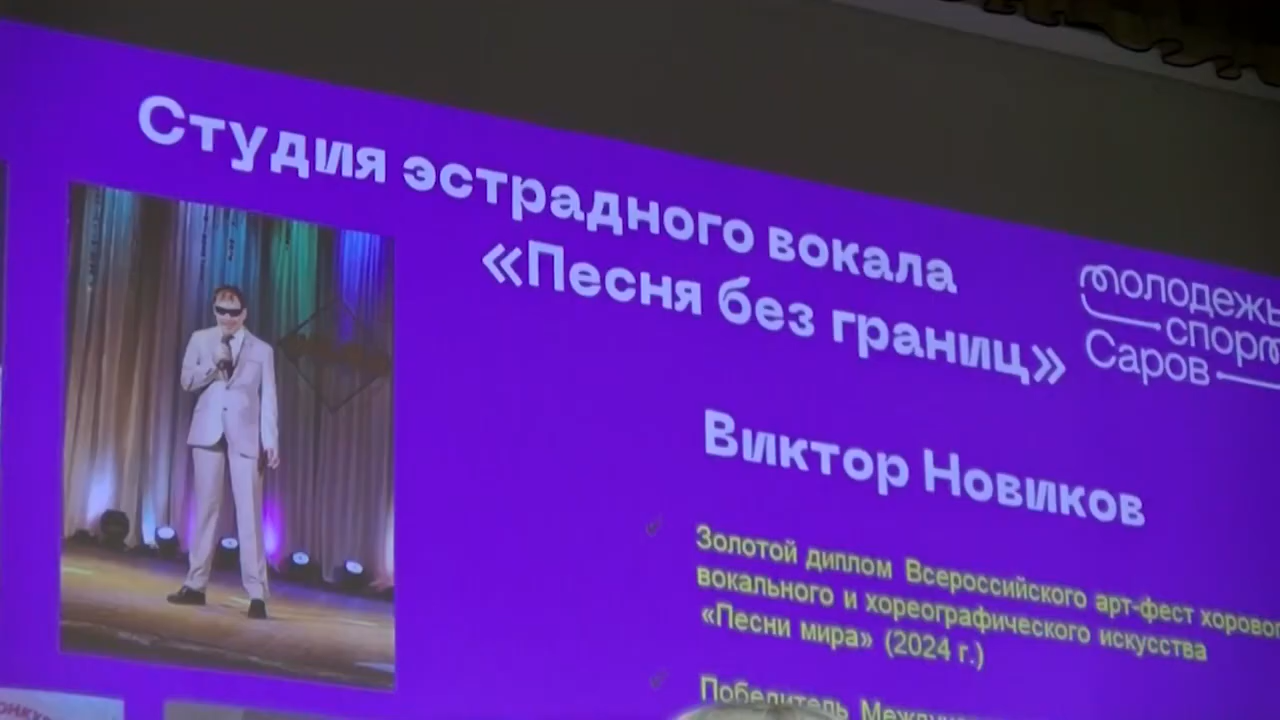 Студия эстрадного вокала
«Песня без границ»
молодежь
спорт
Саров
Виктор Новиков
Золотой диплом Всероссийского арт-фест
вокального и хореографического искусства
«Песни мира» (2024 г.)
Победитель